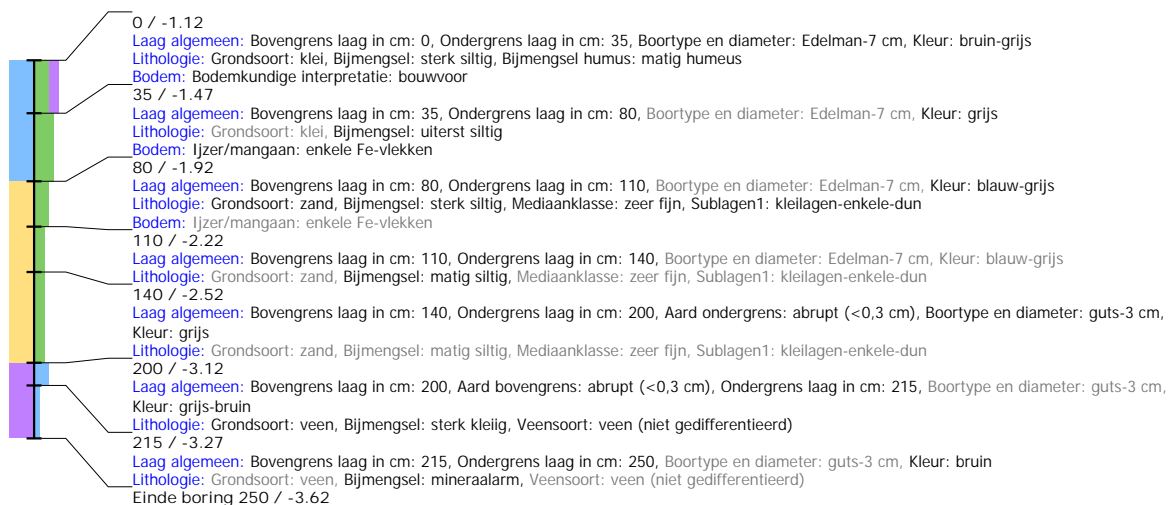 0 / -1.12
Laag algemeen: Bovengrens laag in cm: 0, Ondergrens laag in cm: 35, Boortype en diameter: Edelman-7 cm, Kleur: bruin-grijs
Lithologie: Grondsoort: klei, Bijmengsel: sterk siltig, Bijmengsel humus: matig humeus
Bodem: Bodemkundige interpretatie: bouwvoor
35 / -1.47
Laag algemeen: Bovengrens laag in cm: 35, Ondergrens laag in cm: 80, Boortype en diameter: Edelman-7 cm, Kleur: grijs
Lithologie: Grondsoort: klei, Bijmengsel: uiterst siltig
Bodem: Ijzer/mangaan: enkele Fe-vlekken
80 / -1.92
Laag algemeen: Bovengrens laag in cm: 80, Ondergrens laag in cm: 110, Boortype en diameter: Edelman-7 cm, Kleur: blauw-grijs
Lithologie: Grondsoort: zand, Bijmengsel: sterk siltig, Mediaanklasse: zeer fijn, Sublagen1: kleilagen-enkele-dun
Bodem: Ijzer/mangaan: enkele Fe-vlekken
110 / -2.22
Laag algemeen: Bovengrens laag in cm: 110, Ondergrens laag in cm: 140, Boortype en diameter: Edelman-7 cm, Kleur: blauw-grijs
Lithologie: Grondsoort: zand, Bijmengsel: matig siltig, Mediaanklasse: zeer fijn, Sublagen1: kleilagen-enkele-dun
140 / -2.52
Laag algemeen: Bovengrens laag in cm: 140, Ondergrens laag in cm: 200, Aard ondergrens: abrupt (<0,3 cm), Boortype en diameter: guts-3 cm,
Kleur: grijs
Lithologie: Grondsoort: zand, Bijmengsel: matig siltig, Mediaanklasse: zeer fijn, Sublagen1: kleilagen-enkele-dun
200 / -3.12
Laag algemeen: Bovengrens laag in cm: 200, Aard bovengrens: abrupt (<0,3 cm), Ondergrens laag in cm: 215, Boortype en diameter: guts-3 cm,
Kleur: grijs-bruin
Lithologie: Grondsoort: veen, Bijmengsel: sterk kleiig, Veensoort: veen (niet gedifferentieerd)
215 / -3.27
Laag algemeen: Bovengrens laag in cm: 215, Ondergrens laag in cm: 250, Boortype en diameter: guts-3 cm, Kleur: bruin
Lithologie: Grondsoort: veen, Bijmengsel: mineraalarm, Veensoort: veen (niet gedifferentieerd)
Einde boring 250 / -3.62